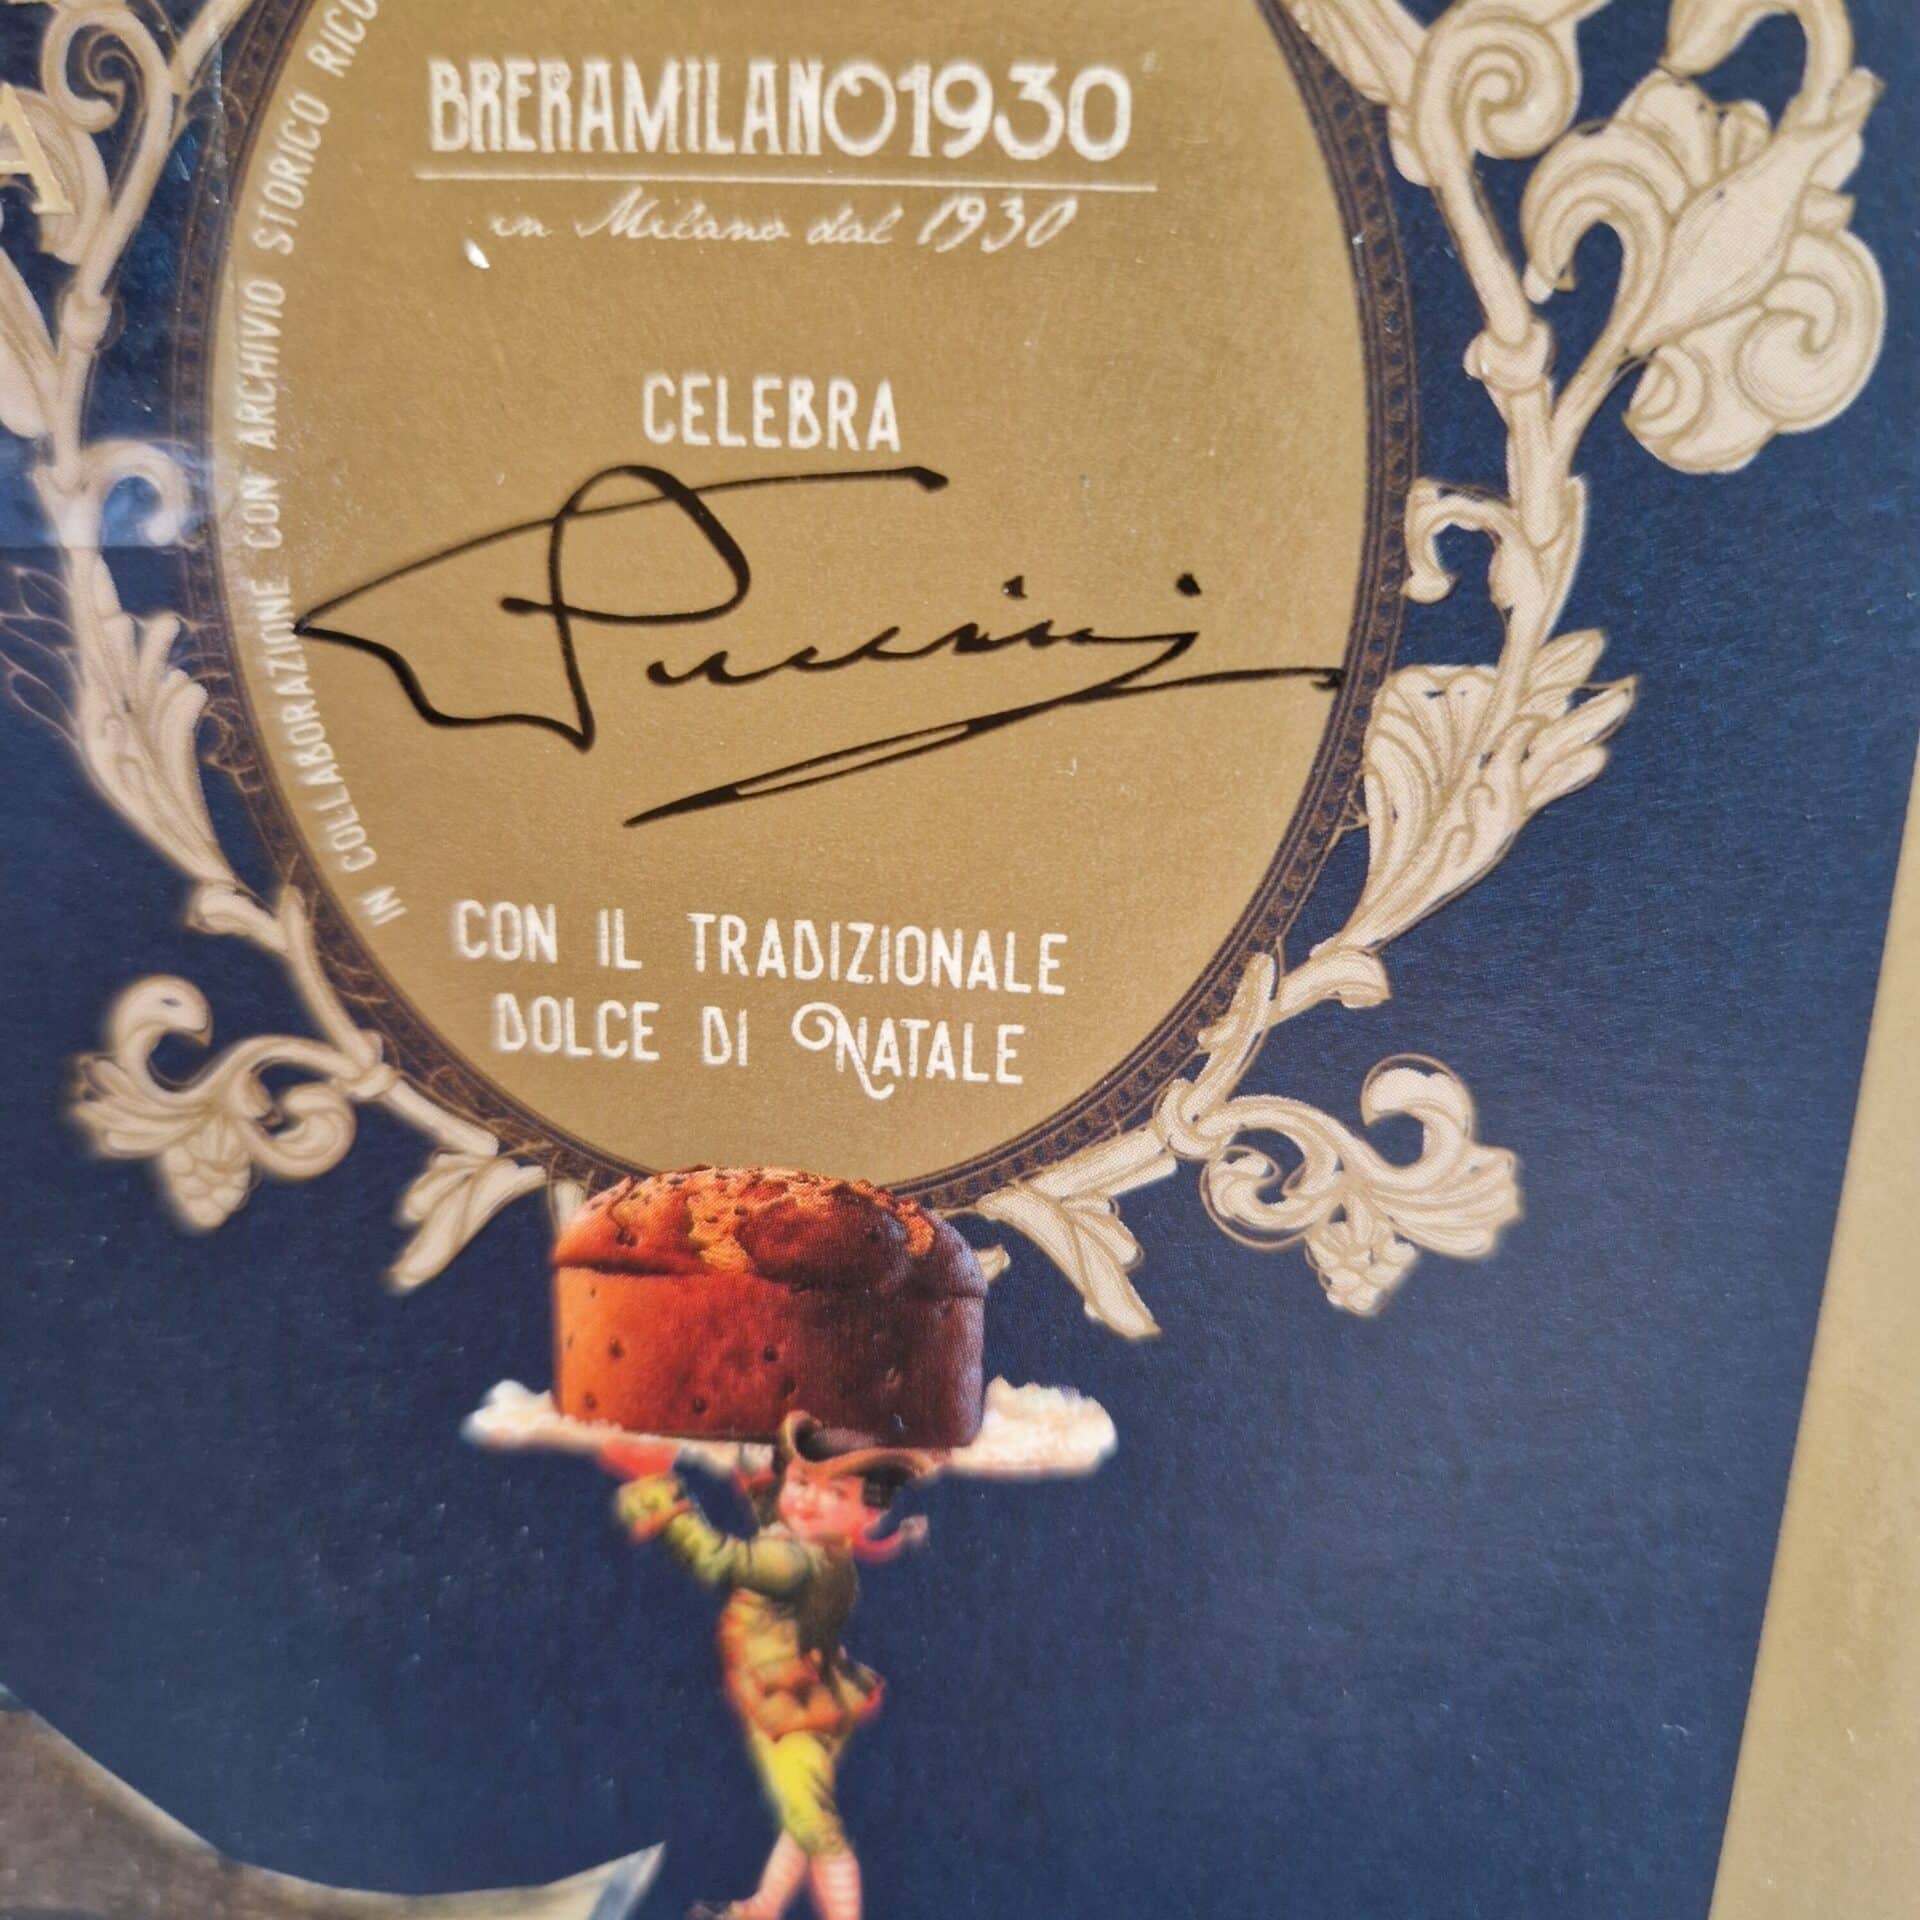 BRERAMILANO1930
in Milano dal 1930
CELEBRA
Puccini
CON IL TRADIZIONALE
DOLCE DI NATALE
IN COLLABORAZIONE CON ARCHIVIO STORICO
A